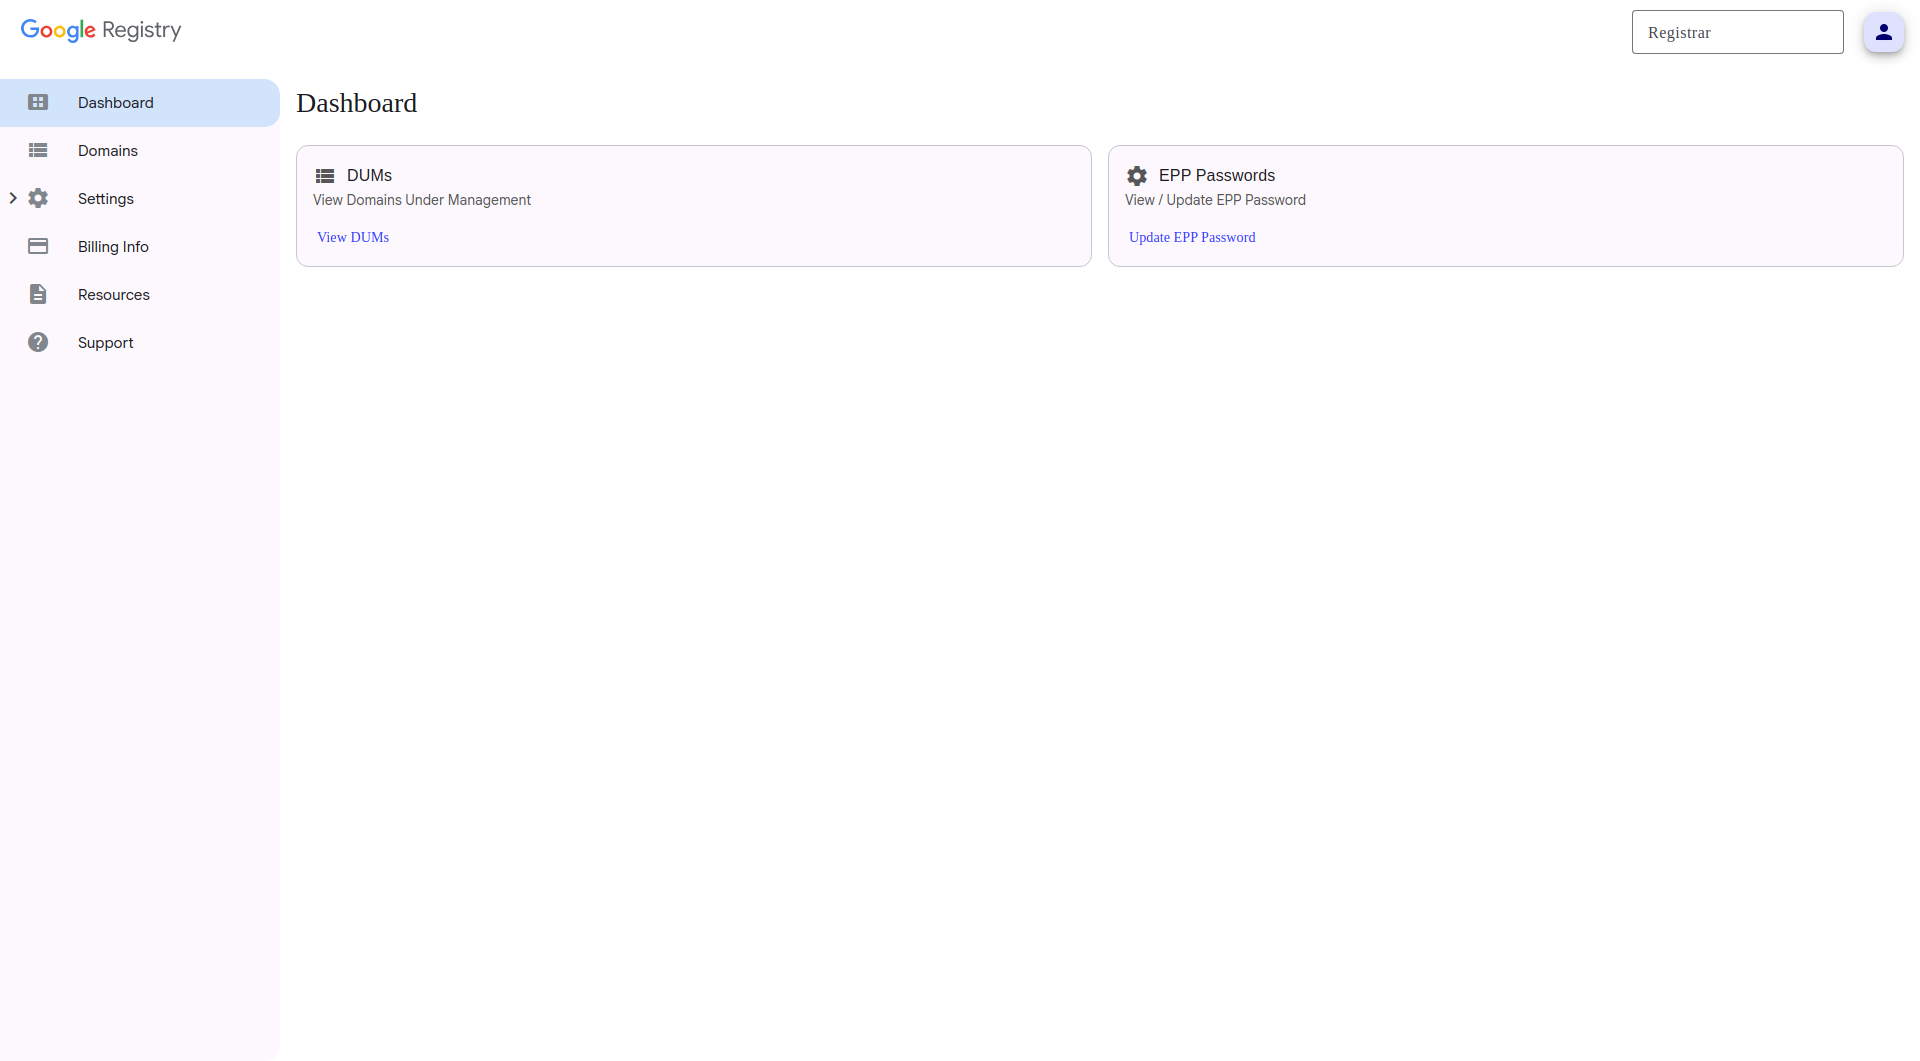 Google Registry
Registrar
Dashboard
Domains
Settings
Billing Info
Resources
Support
Dashboard
DUMs
View Domains Under Management
View DUMs
EPP Passwords
View / Update EPP Password
Update EPP Password